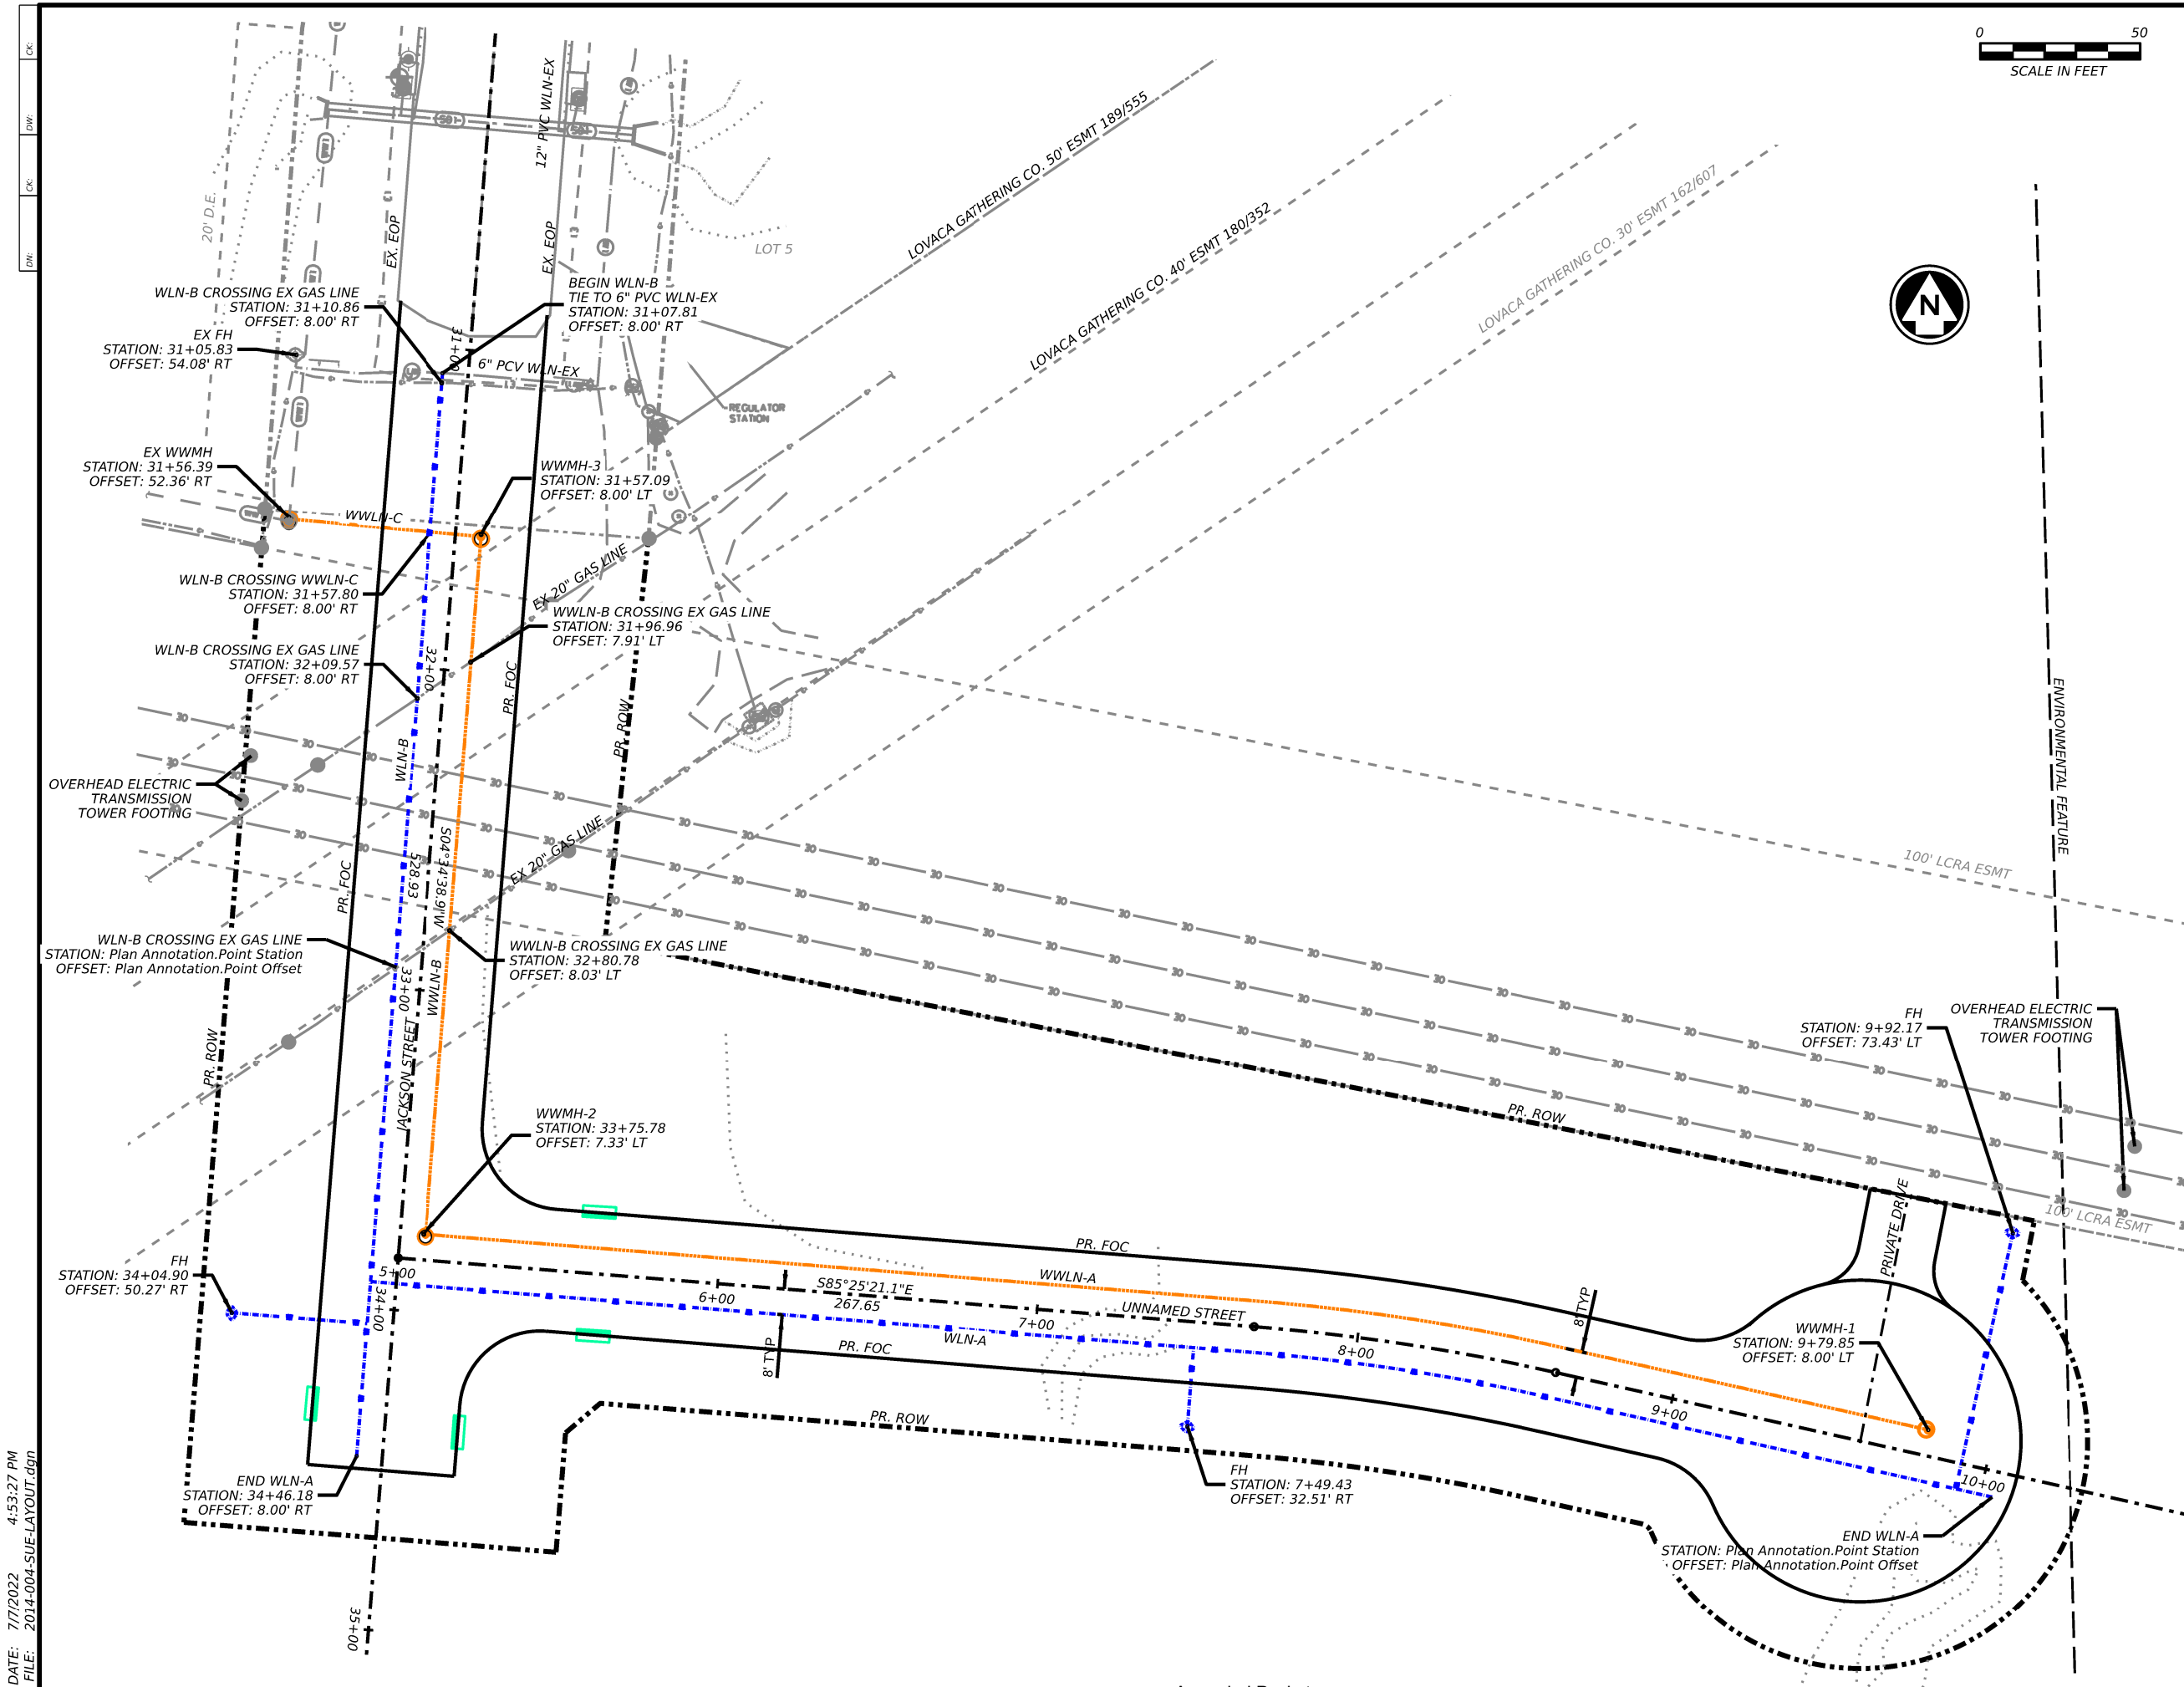 CK:
DW:
CK:
DN:
0 50
SCALE IN FEET
N
20' D.E.
EX. EOP
12" PVC WLN-EX
EX. EOP
LOT 5
LOVACA GATHERING CO. 50' ESMT 189/555
LOVACA GATHERING CO. 40' ESMT 180/352
LOVACA GATHERING CO. 30' ESMT 162/607
WLN-B CROSSING EX GAS LINE
STATION: 31+10.86
OFFSET: 8.00' RT
BEGIN WLN-B
TIE TO 6" PVC WLN-EX
STATION: 31+07.81
OFFSET: 8.00' RT
EX FH
STATION: 31+05.83
OFFSET: 54.08' RT
31+00
6" PCV WLN-EX
REGULATOR
STATION
EX WWMH
STATION: 31+56.39
OFFSET: 52.36' RT
WWMH-3
STATION: 31+57.09
OFFSET: 8.00' LT
WWLN-C
WLN-B CROSSING WWLN-C
STATION: 31+57.80
OFFSET: 8.00' RT
EX 20" GAS LINE
WWLN-B CROSSING EX GAS LINE
STATION: 31+96.96
OFFSET: 7.91' LT
WLN-B CROSSING EX GAS LINE
STATION: 32+09.57
OFFSET: 8.00' RT
32+00
PR. FOC
PR. ROW
WLN-B
OVERHEAD ELECTRIC
TRANSMISSION
TOWER FOOTING
528.93
S04°34'38.9"W
EX 20" GAS LINE
PR. FOC
ENVIRONMENTAL FEATURE
100' LCRA ESMT
WLN-B CROSSING EX GAS LINE
STATION: Plan Annotation.Point Station
OFFSET: Plan Annotation.Point Offset
WWLN-B CROSSING EX GAS LINE
STATION: 32+80.78
OFFSET: 8.03' LT
33+00
WWLN-B
JACKSON STREET
PR. ROW
FH
STATION: 9+92.17
OFFSET: 73.43' LT
OVERHEAD ELECTRIC
TRANSMISSION
TOWER FOOTING
PR. ROW
WWMH-2
STATION: 33+75.78
OFFSET: 7.33' LT
100' LCRA ESMT
PRIVATE DRIVE
FH
STATION: 34+04.90
OFFSET: 50.27' RT
5+00
34+00
6+00
S85°25'21.1"E
267.65
WWLN-A
PR. FOC
UNNAMED STREET
7+00
WLN-A
PR. FOC
8' TYP
8' TYP
8+00
WWMH-1
STATION: 9+79.85
OFFSET: 8.00' LT
9+00
PR. ROW
10+00
END WLN-A
STATION: 34+46.18
OFFSET: 8.00' RT
FH
STATION: 7+49.43
OFFSET: 32.51' RT
END WLN-A
STATION: Plan Annotation.Point Station
OFFSET: Plan Annotation.Point Offset
35+00
DATE: 7/7/2022 4:53:27 PM
FILE: 2014-004-SUE-LAYOUT.dgn